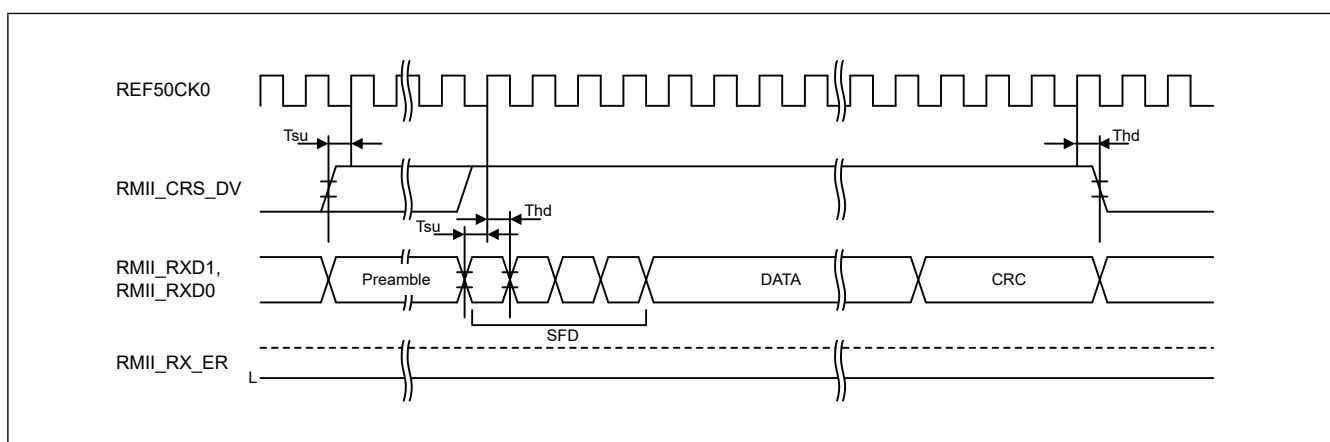 REF50CK0
Tsu
Thd
RMII_CRS_DV
Tsu
Thd
RMII_RXD1,
RMII_RXD0
Preamble
DATA
CRC
SFD
RMII_RX_ER
L